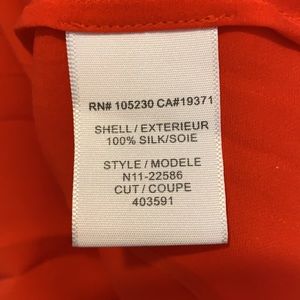 RN# 105230 CA#19371
SHELL / EXTERIEUR
100% SILK/SOIE
STYLE / MODELE
N11-22586
CUT / COUPE
403591